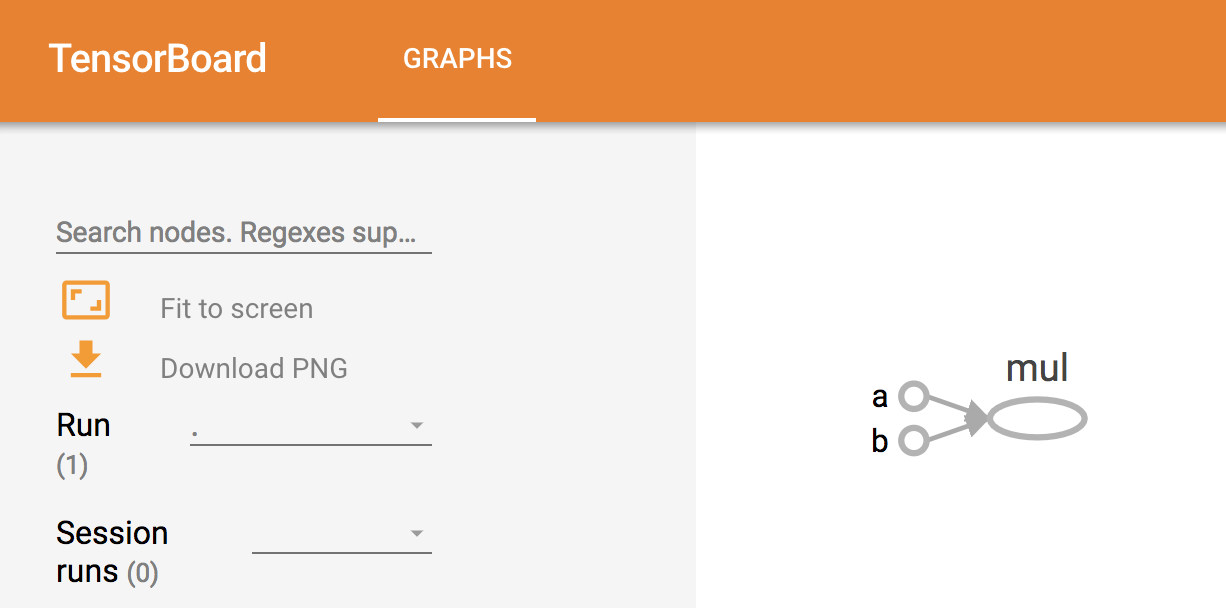 TensorBoard
GRAPHS
Search nodes. Regexes sup...
Fit to screen
Download PNG
Run
.
(1)
Session
runs (0)
mul
a
b